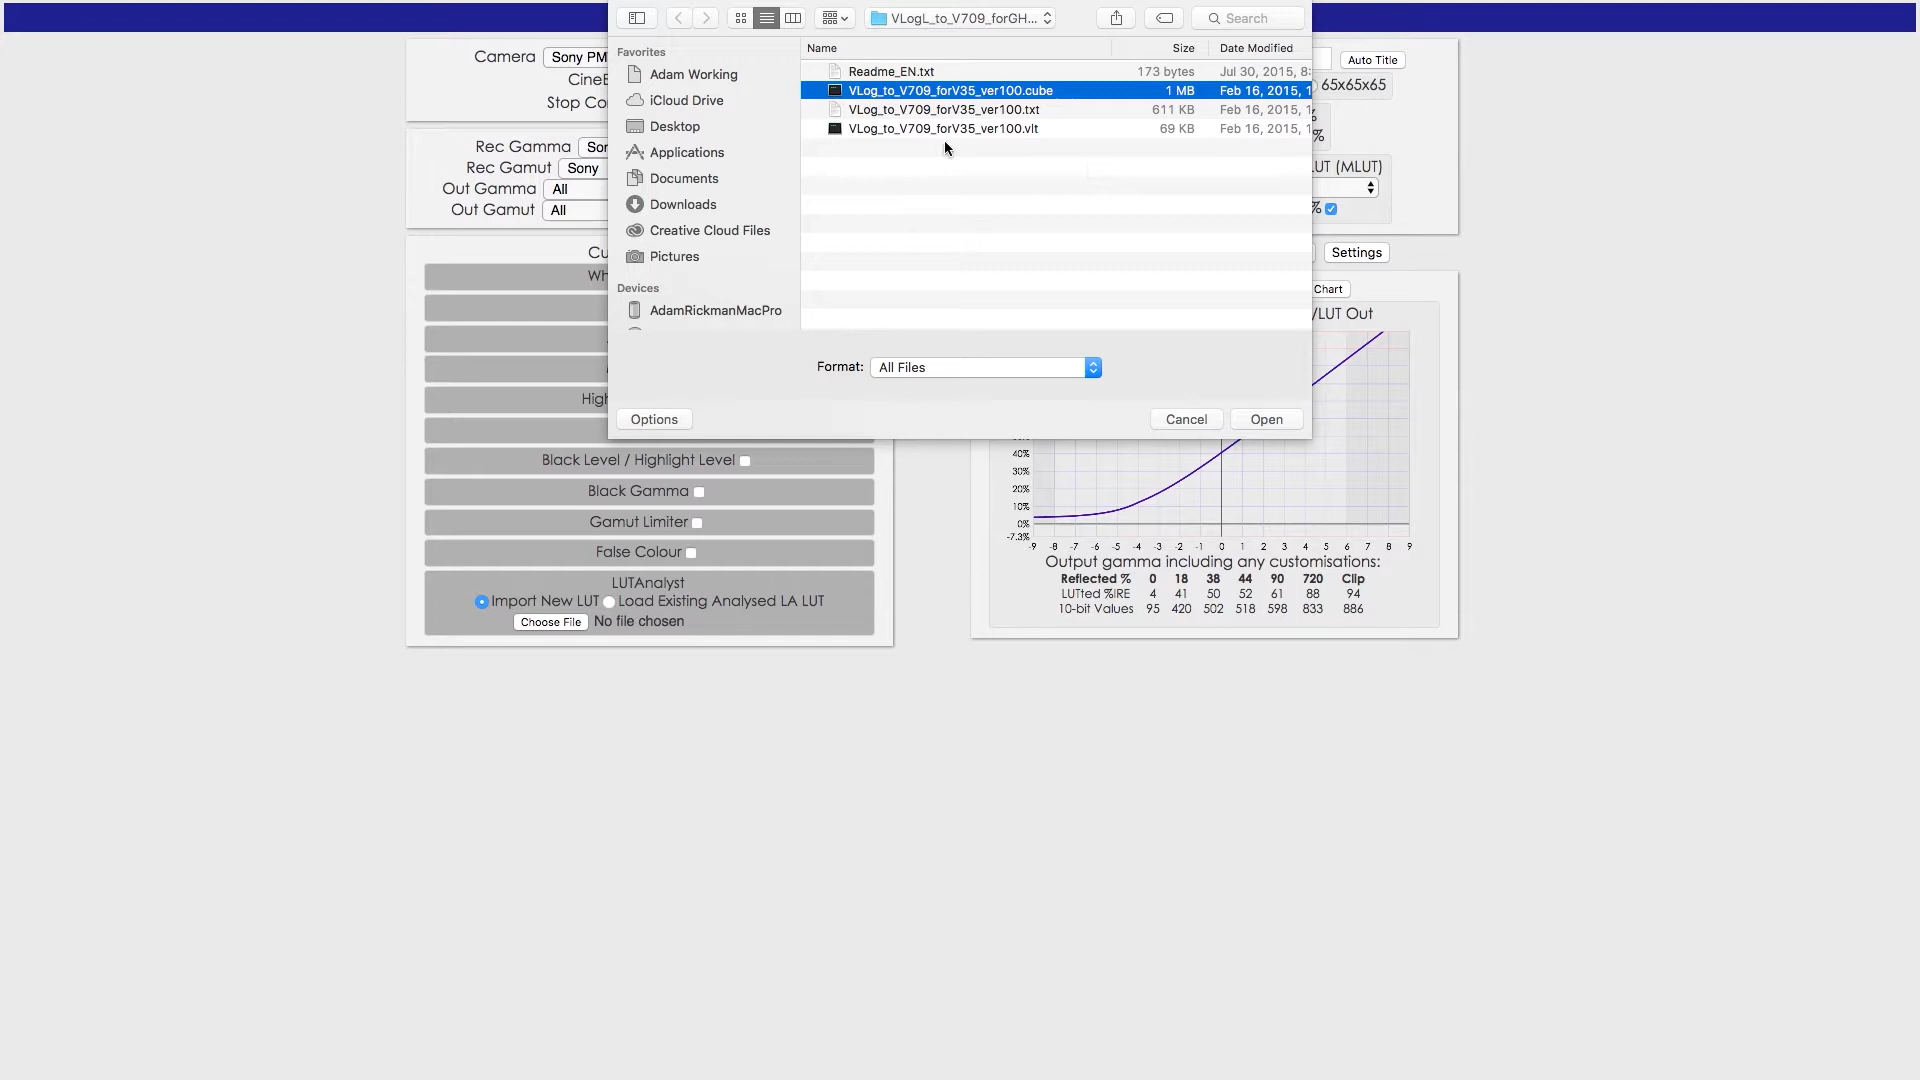 VLogL_to_V709_forGH...
Search
Favorites
Adam Working
iCloud Drive
Desktop
Applications
Documents
Downloads
Creative Cloud Files
Pictures
Devices
AdamRickmanMacPro
Name Size Date Modified
Readme_EN.txt 173 bytes Jul 30, 2015, 8:
VLog_to_V709_forV35_ver100.cube 1 MB Feb 16, 2015, 1
VLog_to_V709_forV35_ver100.txt 611 KB Feb 16, 2015, 1
VLog_to_V709_forV35_ver100.vlt 69 KB Feb 16, 2015, 1
Format: All Files
Options Cancel Open
Camera Sony PM
CineE
Stop Co
Rec Gamma Son
Rec Gamut Sony
Out Gamma All
Out Gamut All
Cu
Wh
High
Black Level / Highlight Level
Black Gamma
Gamut Limiter
False Colour
LUTAnalyst
Import New LUT Load Existing Analysed LA LUT
Choose File No file chosen
Auto Title
65x65x65
%
LUT (MLUT)
%
Settings
Chart
/LUT Out
40%
30%
20%
10%
0%
-7.3%
-9 -8 -7 -6 -5 -4 -3 -2 -1 0 1 2 3 4 5 6 7 8 9
Output gamma including any customisations:
Reflected % 0 18 38 44 90 720 Clip
LUTted %IRE 4 41 50 52 61 88 94
10-bit Values 95 420 502 518 598 833 886